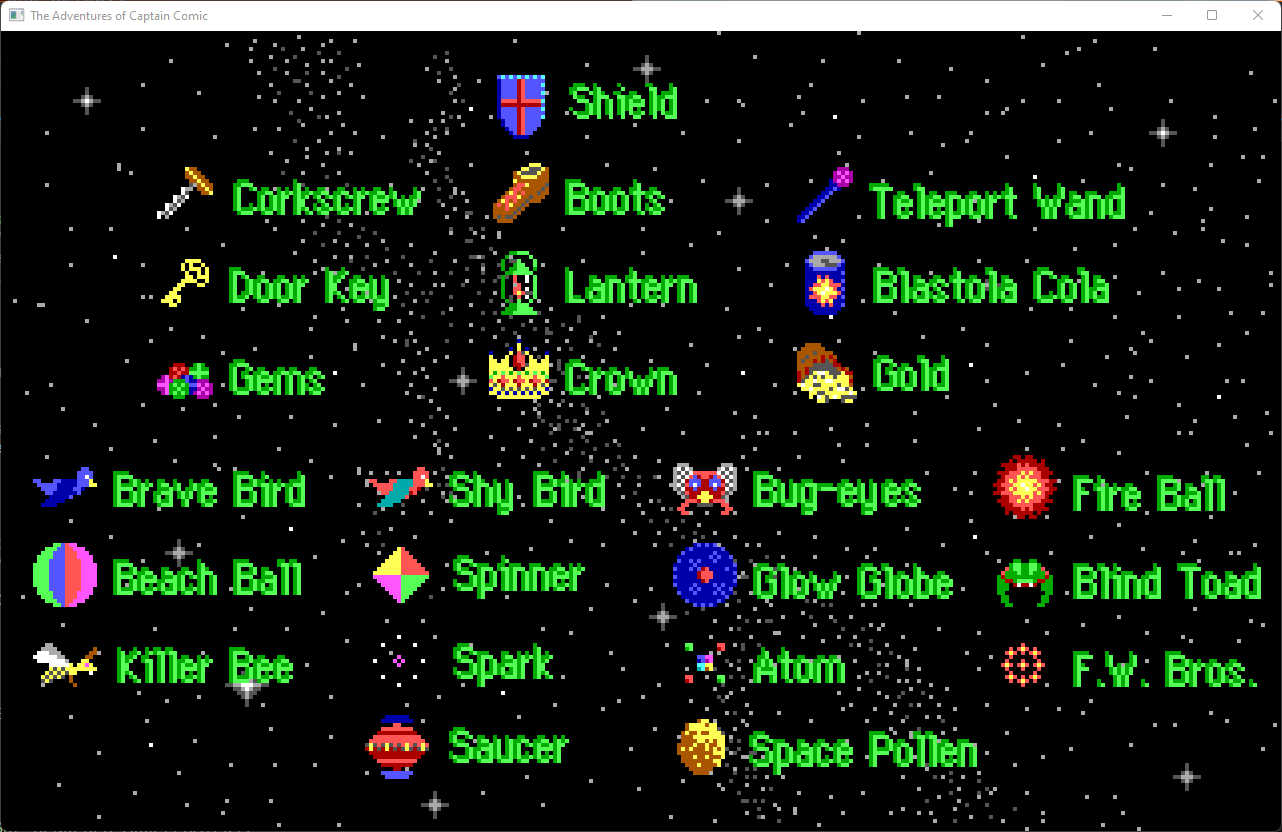 The Adventures of Captain Comic
Shield
Corkscrew Boots Teleport Wand
Door Key Lantern Blastola Cola
Gems Crown Gold
Brave Bird Shy Bird Bug-eyes Fire Ball
Beach Ball Spinner Glow Globe Blind Toad
Killer Bee Spark Atom F.W. Bros.
Saucer Space Pollen